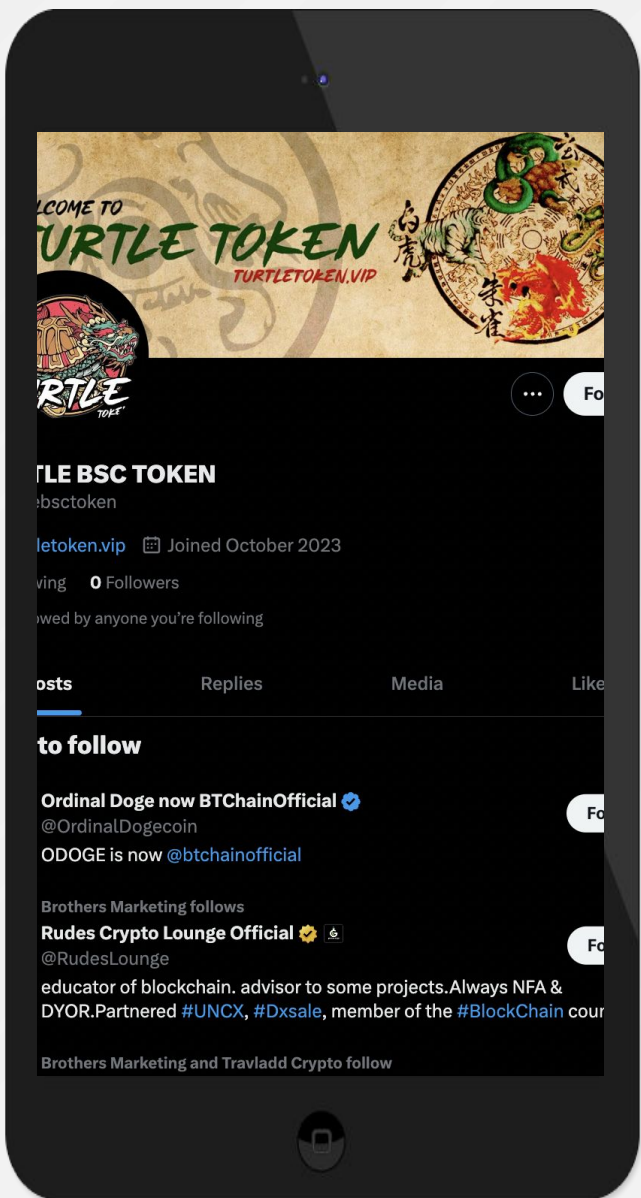 LCOME TO
URTLE TOKEN
TURTLETOKEN.VIP
白虎
朱雀
RTLE
TOKE
Fo
TLE BSC TOKEN
ebsctoken
letoken.vip Joined October 2023
wing 0 Followers
owed by anyone you're following
osts Replies Media Like
to follow
Ordinal Doge now BTChainOfficial
Fo
@OrdinalDogecoin
ODOGE is now @btchainofficial
Brothers Marketing follows
Rudes Crypto Lounge Official
Fo
@RudesLounge
educator of blockchain. advisor to some projects.Always NFA &
DYOR.Partnered #UNCX, #Dxsale, member of the #BlockChain cour
Brothers Marketing and Travladd Crypto follow